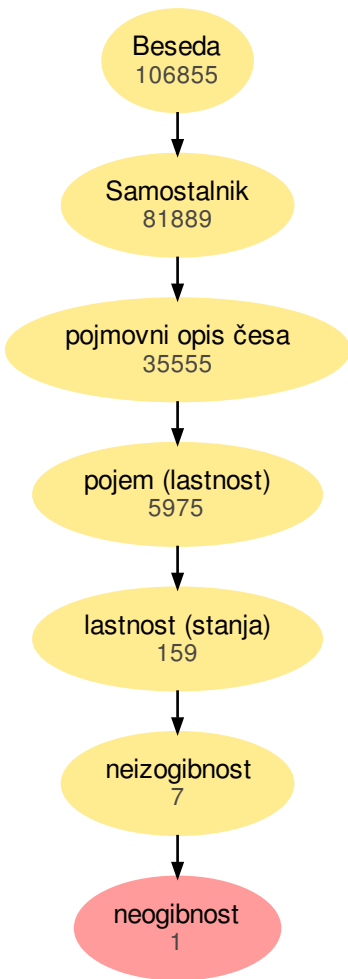 Beseda
106855
Samostalnik
81889
pojmovni opis česa
35555
pojem (lastnost)
5975
lastnost (stanja)
159
neizogibnost
7
neogibnost
1